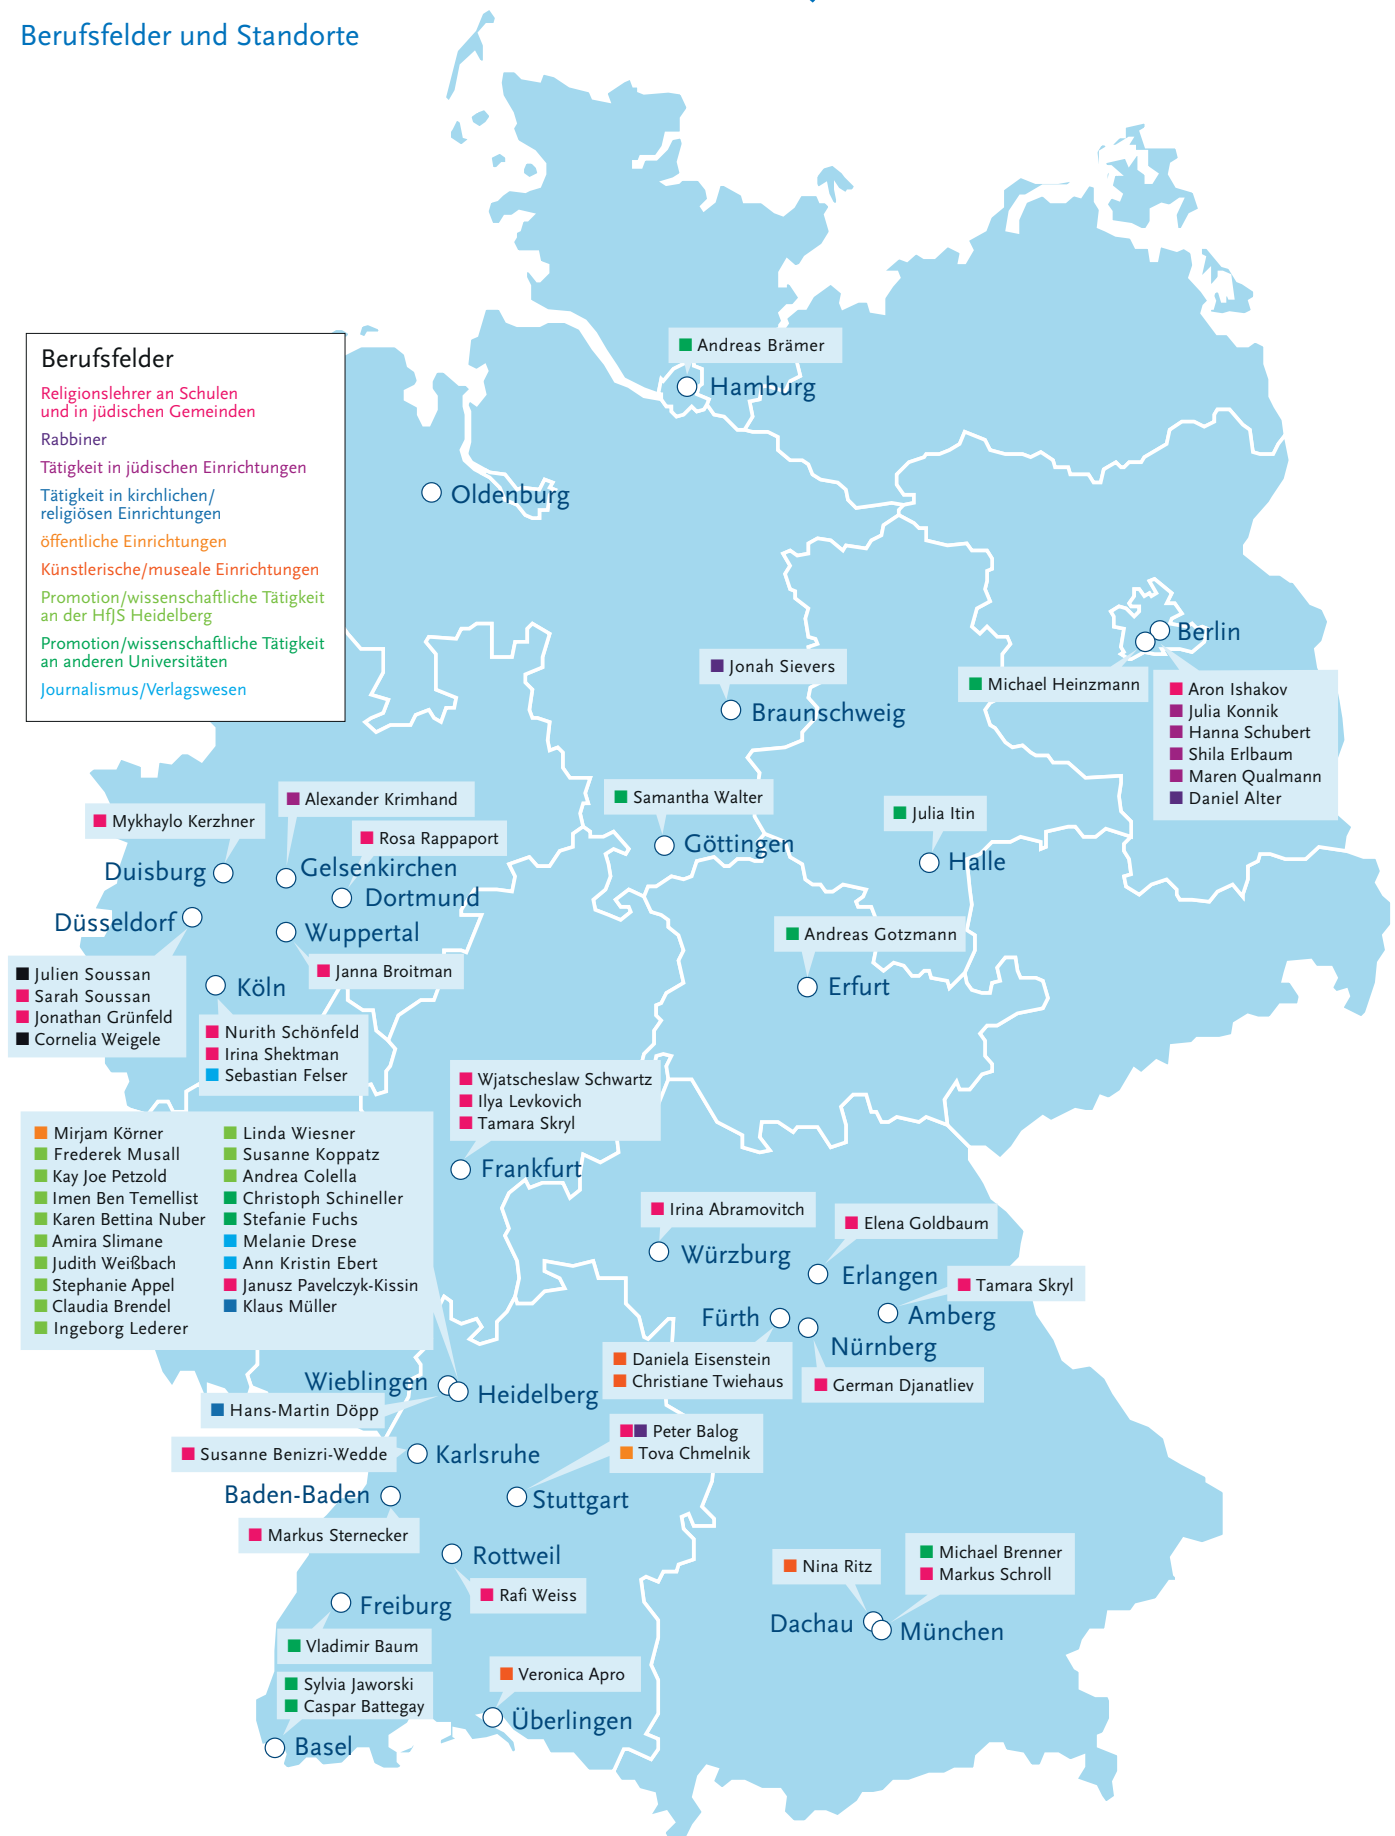 Berufsfelder und Standorte
Berufsfelder
Religionslehrer an Schulen
und in jüdischen Gemeinden
Rabbiner
Tätigkeit in jüdischen Einrichtungen
Tätigkeit in kirchlichen/
religiösen Einrichtungen
öffentliche Einrichtungen
Künstlerische/museale Einrichtungen
Promotion/wissenschaftliche Tätigkeit
an der HfJS Heidelberg
Promotion/wissenschaftliche Tätigkeit
an anderen Universitäten
Journalismus/Verlagswesen
Andreas Brämer
Hamburg
Oldenburg
Berlin
Michael Heinzmann
Aron Ishakov
Julia Konnik
Hanna Schubert
Shila Erlbaum
Maren Qualmann
Daniel Alter
Jonah Sievers
Braunschweig
Samantha Walter
Göttingen
Julia Itin
Halle
Alexander Krimhand
Gelsenkirchen
Mykhaylo Kerzhner
Duisburg
Rosa Rappaport
Dortmund
Düsseldorf
Julien Soussan
Sarah Soussan
Jonathan Grünfeld
Cornelia Weigele
Wuppertal
Janna Broitman
Köln
Nurith Schönfeld
Irina Shektman
Sebastian Felser
Andreas Gotzmann
Erfurt
Wjatscheslaw Schwartz
Ilya Levkovich
Tamara Skryl
Frankfurt
Mirjam Körner
Frederek Musall
Kay Joe Petzold
Imen Ben Temellist
Karen Bettina Nuber
Amira Slimane
Judith Weißbach
Stephanie Appel
Claudia Brendel
Ingeborg Lederer
Linda Wiesner
Susanne Koppatz
Andrea Colella
Christoph Schineller
Stefanie Fuchs
Melanie Drese
Ann Kristin Ebert
Janusz Pavelczyk-Kissin
Klaus Müller
Irina Abramovitch
Würzburg
Elena Goldbaum
Erlangen
Tamara Skryl
Amberg
Fürth
Daniela Eisenstein
Christiane Twiehaus
Nürnberg
German Djanatliev
Wieblingen
Heidelberg
Hans-Martin Döpp
Susanne Benizri-Wedde
Karlsruhe
Peter Balog
Tova Chmelnik
Stuttgart
Baden-Baden
Markus Sternecker
Rottweil
Rafi Weiss
Freiburg
Vladimir Baum
Nina Ritz
Dachau
Michael Brenner
Markus Schroll
München
Sylvia Jaworski
Caspar Battegay
Basel
Veronica Apro
Überlingen